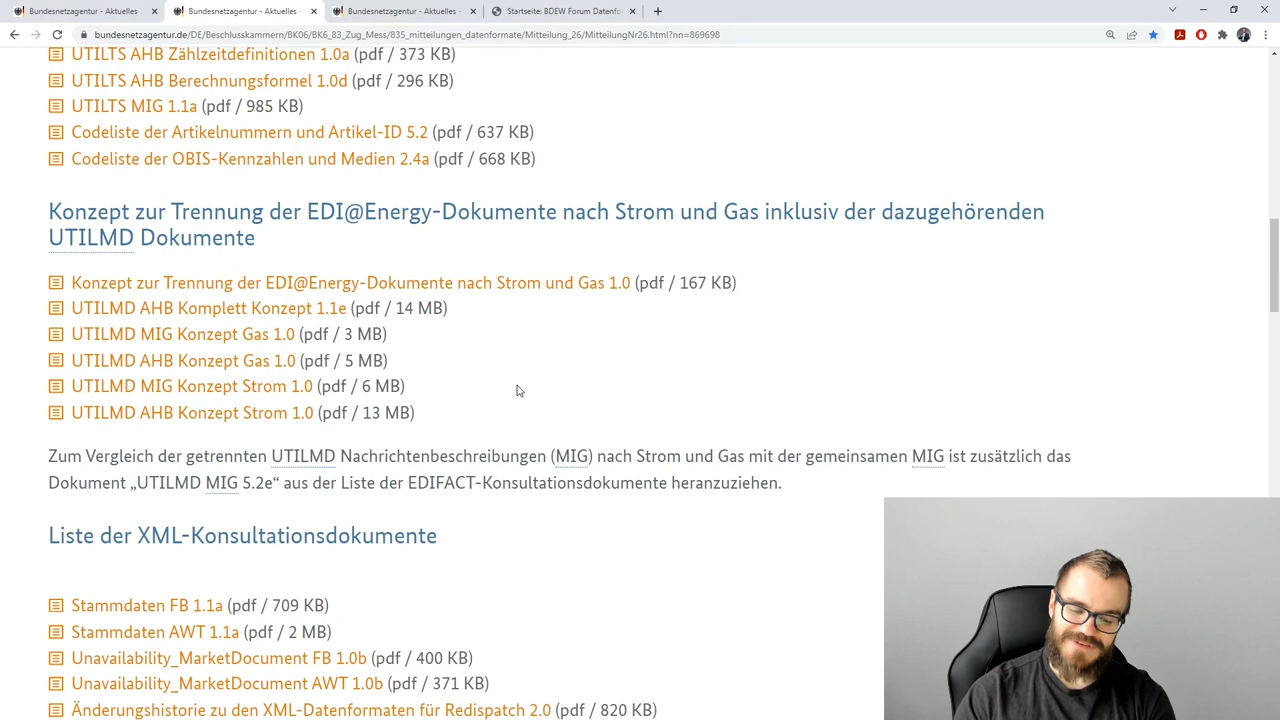 Bundesnetzagentur - Aktuelles
Bundesnetzagentur - Aktuelles -
Bundesnetzagentur - Aktuelles -
Startseite: BDEW Forum Datenfo
bundesnetzagentur.de/DE/Beschlusskammern/BK06/BK6_83_Zug_Mess/835_mitteilungen_datenformate/Mitteilung_26/MitteilungNr26.html?nn=869698
UTILTS AHB Zählzeitdefinitionen 1.0a (pdf / 373 KB)
UTILTS AHB Berechnungsformel 1.0d (pdf / 296 KB)
UTILTS MIG 1.1a (pdf / 985 KB)
Codeliste der Artikelnummern und Artikel-ID 5.2 (pdf / 637 KB)
Codeliste der OBIS-Kennzahlen und Medien 2.4a (pdf / 668 KB)
Konzept zur Trennung der EDI@Energy-Dokumente nach Strom und Gas inklusiv der dazugehörenden
UTILMD Dokumente
Konzept zur Trennung der EDI@Energy-Dokumente nach Strom und Gas 1.0 (pdf / 167 KB)
UTILMD AHB Komplett Konzept 1.1e (pdf / 14 MB)
UTILMD MIG Konzept Gas 1.0 (pdf / 3 MB)
UTILMD AHB Konzept Gas 1.0 (pdf / 5 MB)
UTILMD MIG Konzept Strom 1.0 (pdf / 6 MB)
UTILMD AHB Konzept Strom 1.0 (pdf / 13 MB)
Zum Vergleich der getrennten UTILMD Nachrichtenbeschreibungen (MIG) nach Strom und Gas mit der gemeinsamen MIG ist zusätzlich das
Dokument „UTILMD MIG 5.2e“ aus der Liste der EDIFACT-Konsultationsdokumente heranzuziehen.
Liste der XML-Konsultationsdokumente
Stammdaten FB 1.1a (pdf / 709 KB)
Stammdaten AWT 1.1a (pdf / 2 MB)
Unavailability_MarketDocument FB 1.0b (pdf / 400 KB)
Unavailability_MarketDocument AWT 1.0b (pdf / 371 KB)
Änderungshistorie zu den XML-Datenformaten für Redispatch 2.0 (pdf / 820 KB)